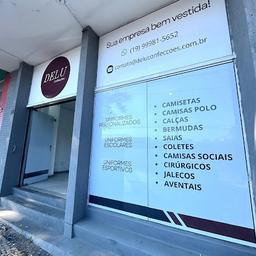 DELU
Sua empresa bem vestida!
(19) 99981-5652
contato@deluconfeccoes.com.br
UNIFORMES
PERSONALIZADOS
UNIFORMES
ESCOLARES
UNIFORMES
ESPORTIVOS
• CAMISETAS
• CAMISAS POLO
• CALÇAS
• BERMUDAS
• SAIAS
• COLETES
• CAMISAS SOCIAIS
• CIRÚRGICOS
• JALECOS
• AVENTAIS